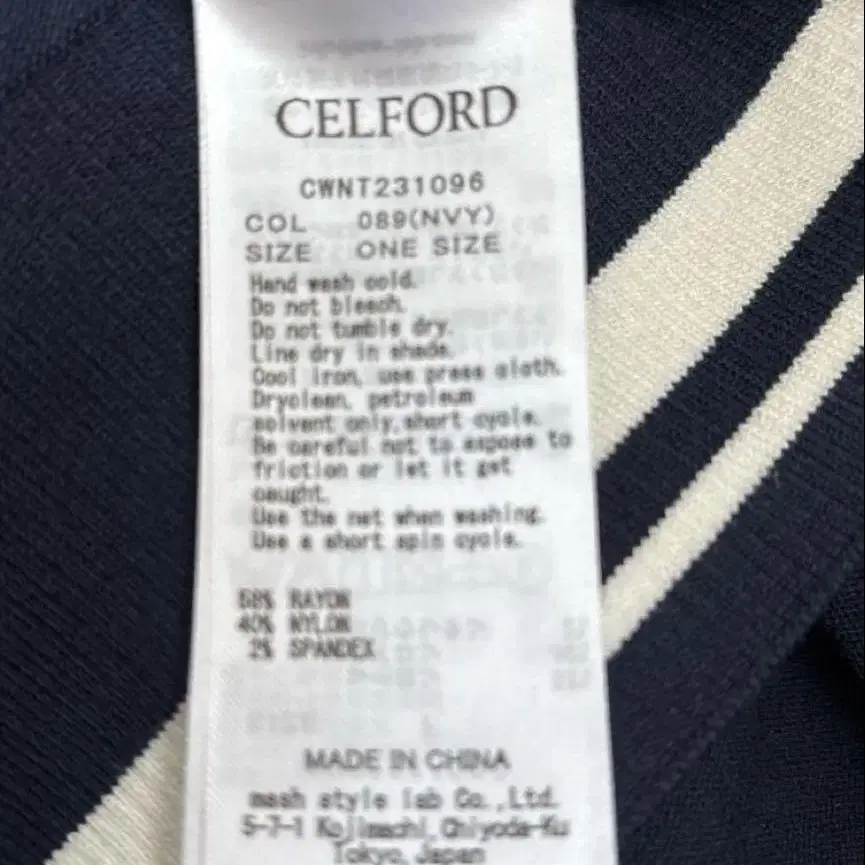 CELFORD
CWNT231096
COL 089(NVY)
SIZE ONE SIZE
Hand wash cold.
Do not bleach.
Do not tumble dry.
Line dry in shade.
Cool iron, use press cloth.
Dryclean, petroleum
solvent only, short cycle.
Be careful not to expose to
friction or let it get
caught.
Use the net when washing.
Use a short spin cycle.
58% RAYON
40% NYLON
2% SPANDEX
MADE IN CHINA
mash style lab Co.,Ltd.
5-7-1 Kojimachi, Chiyoda-Ku
Tokyo, Japan